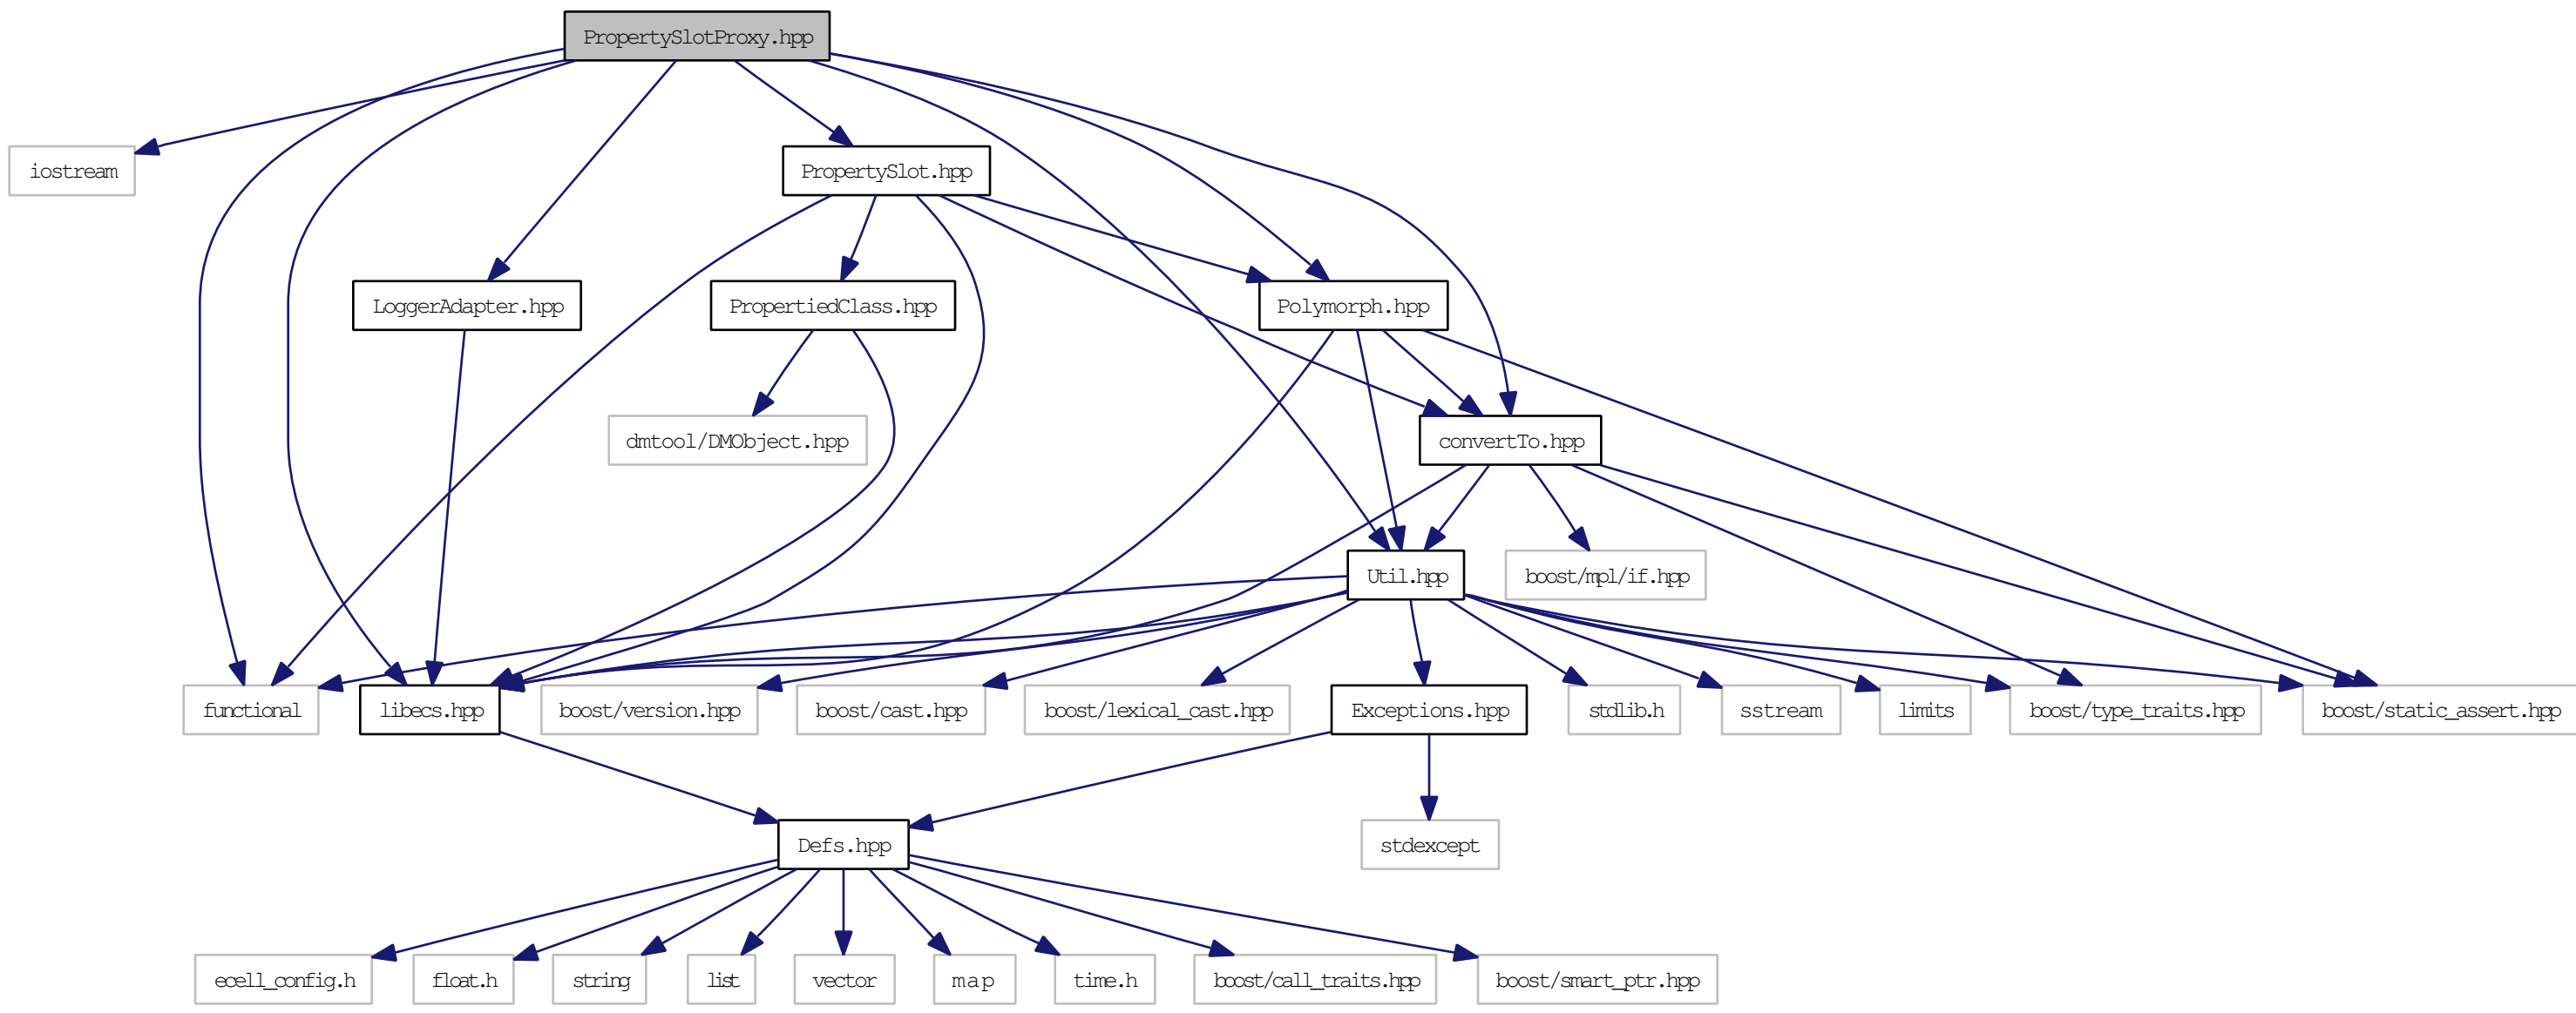 PropertySlotProxy.hpp
iostream
PropertySlot.hpp
LoggerAdapter.hpp
PropertiedClass.hpp
Polymorph.hpp
dmtool/DMObject.hpp
convertTo.hpp
Util.hpp
boost/mpl/if.hpp
functional
libecs.hpp
boost/version.hpp
boost/cast.hpp
boost/lexical_cast.hpp
Exceptions.hpp
stdlib.h
sstream
limits
boost/type_traits.hpp
boost/static_assert.hpp
Defs.hpp
stdexcept
ecell_config.h
float.h
string
list
vector
map
time.h
boost/call_traits.hpp
boost/smart_ptr.hpp